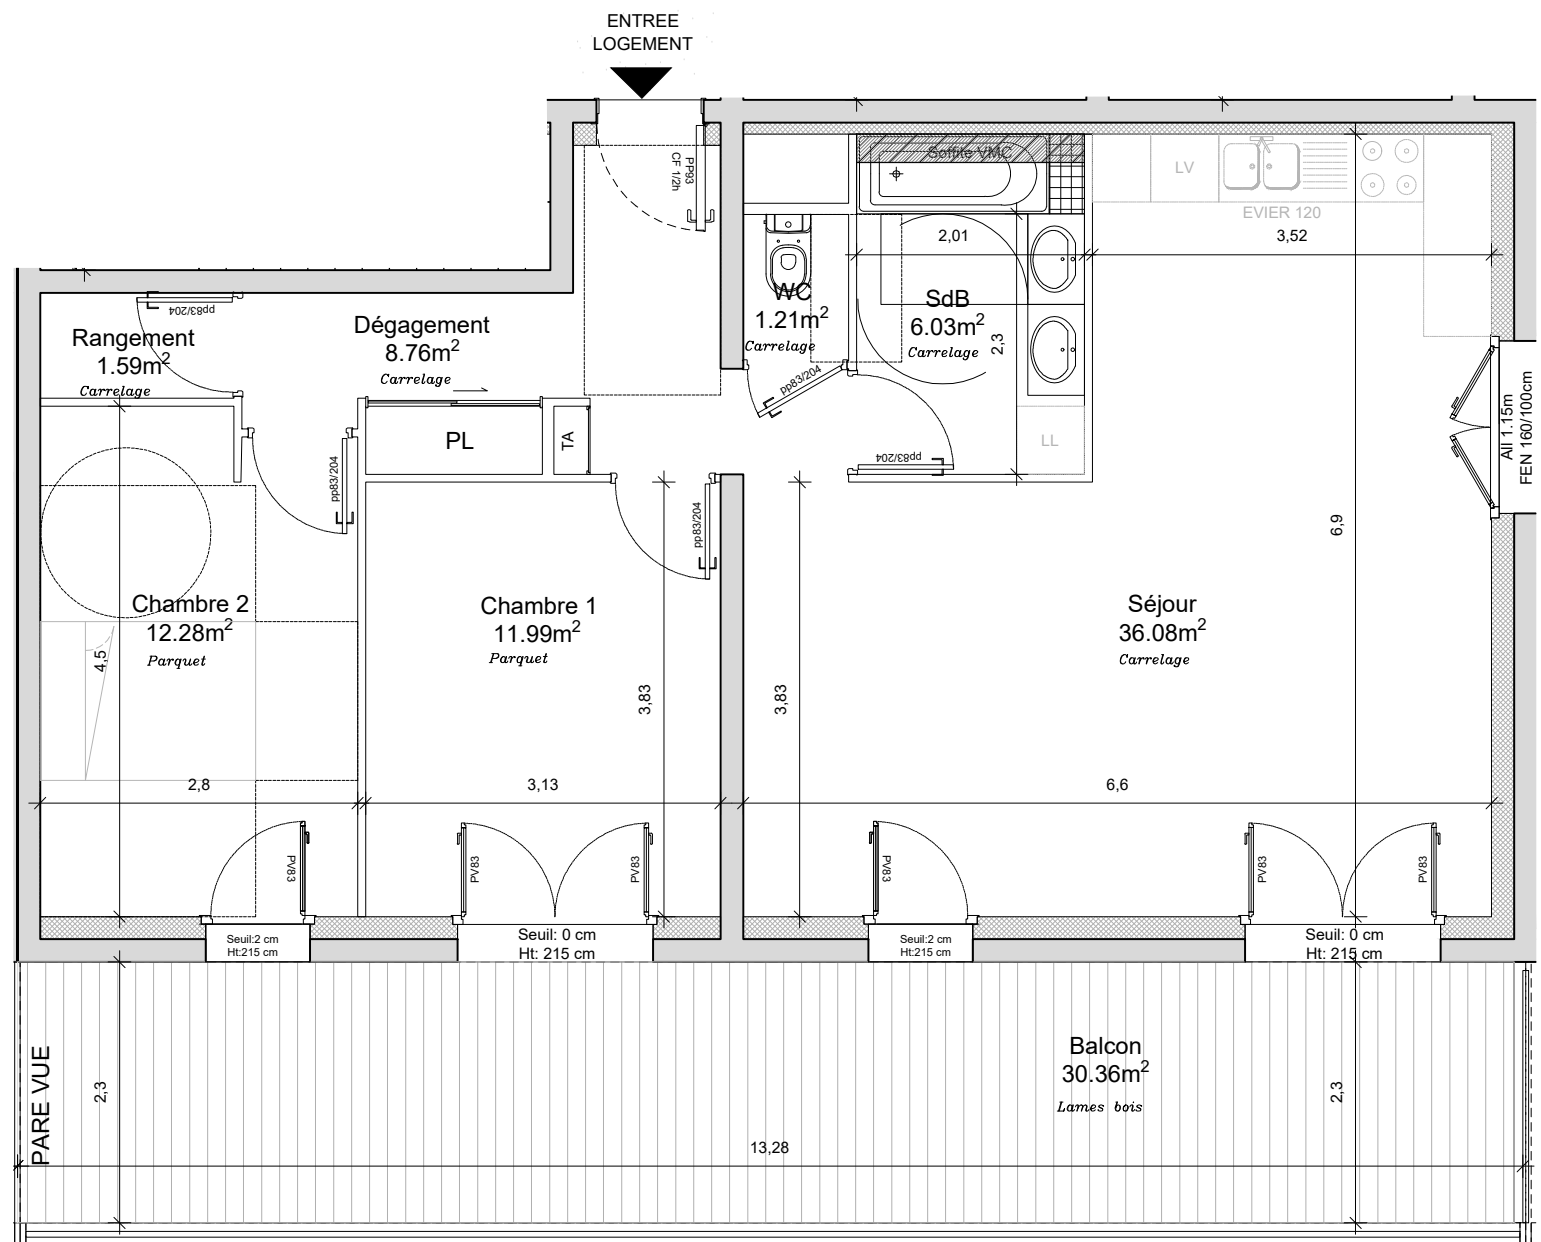 ENTREE
LOGEMENT
PP93
CF 1/2h
Soffite VMC
LV
EVIER 120
2,01
3,52
pp83/204
Rangement
1.59m²
Carrelage
Dégagement
8.76m²
Carrelage
WC
1.21m²
Carrelage
SdB
6.03m²
Carrelage
2,3
pp83/204
All 1.15m
FEN 160/100cm
PL
TA
LL
pp83/204
pp83/204
pp83/204
6,9
Chambre 2
12.28m²
Parquet
4,5
Chambre 1
11.99m²
Parquet
3,83
3,83
Séjour
36.08m²
Carrelage
2,8
3,13
6,6
PV83
PV83
PV83
PV83
PV83
PV83
Seuil:2 cm
Ht:215 cm
Seuil: 0 cm
Ht: 215 cm
Seuil:2 cm
Ht:215 cm
Seuil: 0 cm
Ht: 215 cm
PARE VUE
2,3
Balcon
30.36m²
Lames bois
2,3
13,28